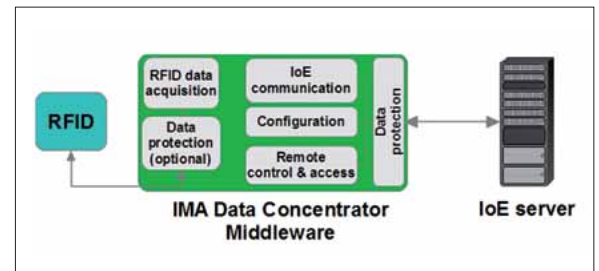 RFID
RFID data
acquisition
Data
protection
(optional)
IoE
communication
Configuration
Remote
control & access
Data
protection
IMA Data Concentrator
Middleware
IoE server